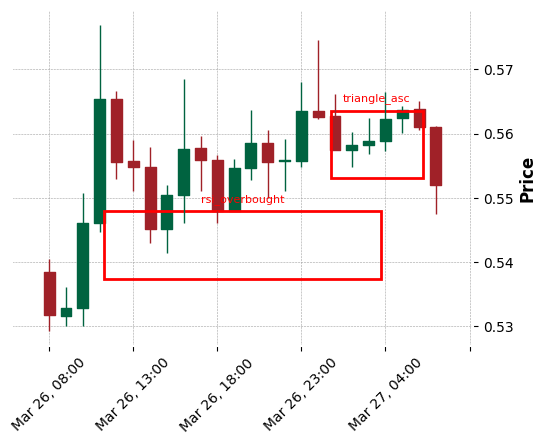 triangle_asc
rsi_overbought
0.57
0.56
0.55
0.54
0.53
Price
Mar 26, 08:00
Mar 26, 13:00
Mar 26, 18:00
Mar 26, 23:00
Mar 27, 04:00